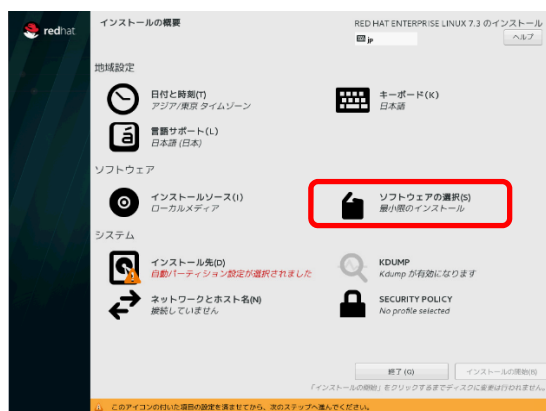 redhat
インストールの概要
RED HAT ENTERPRISE LINUX 7.3 のインストール
jp
ヘルプ
地域設定
日付と時刻(T)
アジア/東京 タイムゾーン
キーボード(K)
日本語
言語サポート(L)
日本語 (日本)
ソフトウェア
インストールソース(I)
ローカルメディア
ソフトウェアの選択(S)
最小限のインストール
システム
インストール先(D)
自動パーティション設定が選択されました
KDUMP
Kdump が有効になります
ネットワークとホスト名(N)
接続していません
SECURITY POLICY
No profile selected
終了 (Q)
インストールの開始(B)
「インストールの開始」をクリックするまでディスクに変更は行われません。
このアイコンの付いた項目の設定を済ませてから、次のステップへ進んでください。